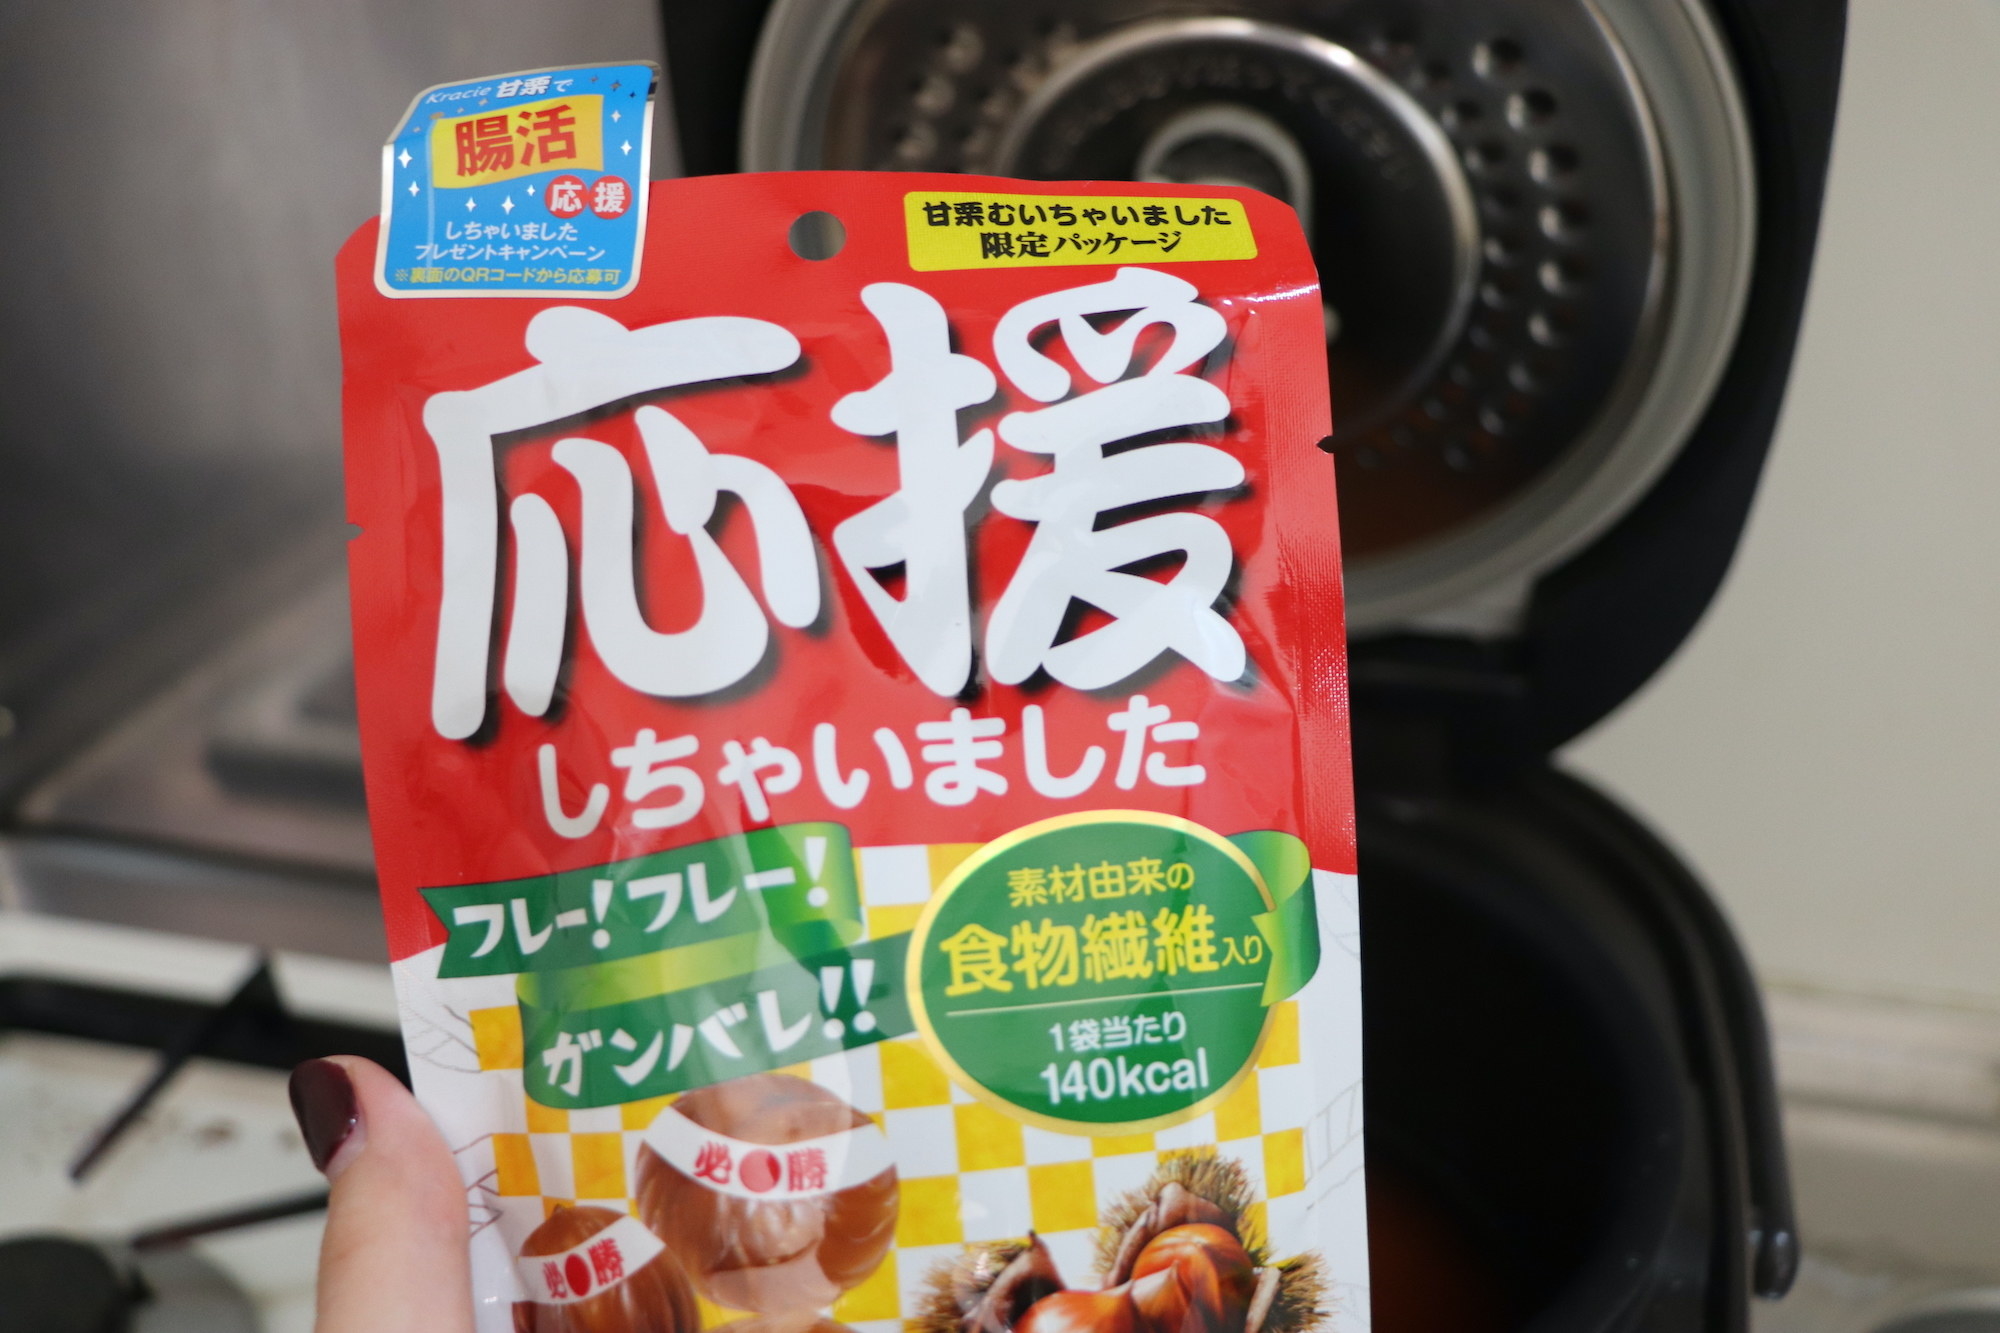 Kracie 甘栗で
腸活
応援
しちゃいました
プレゼントキャンペーン
※裏面のQRコードから応募可
甘栗むいちゃいました
限定パッケージ
応援
しちゃいました
フレー!フレー!
ガンバレ!!
素材由来の
食物繊維入り
1袋当たり
140kcal
必勝
必勝